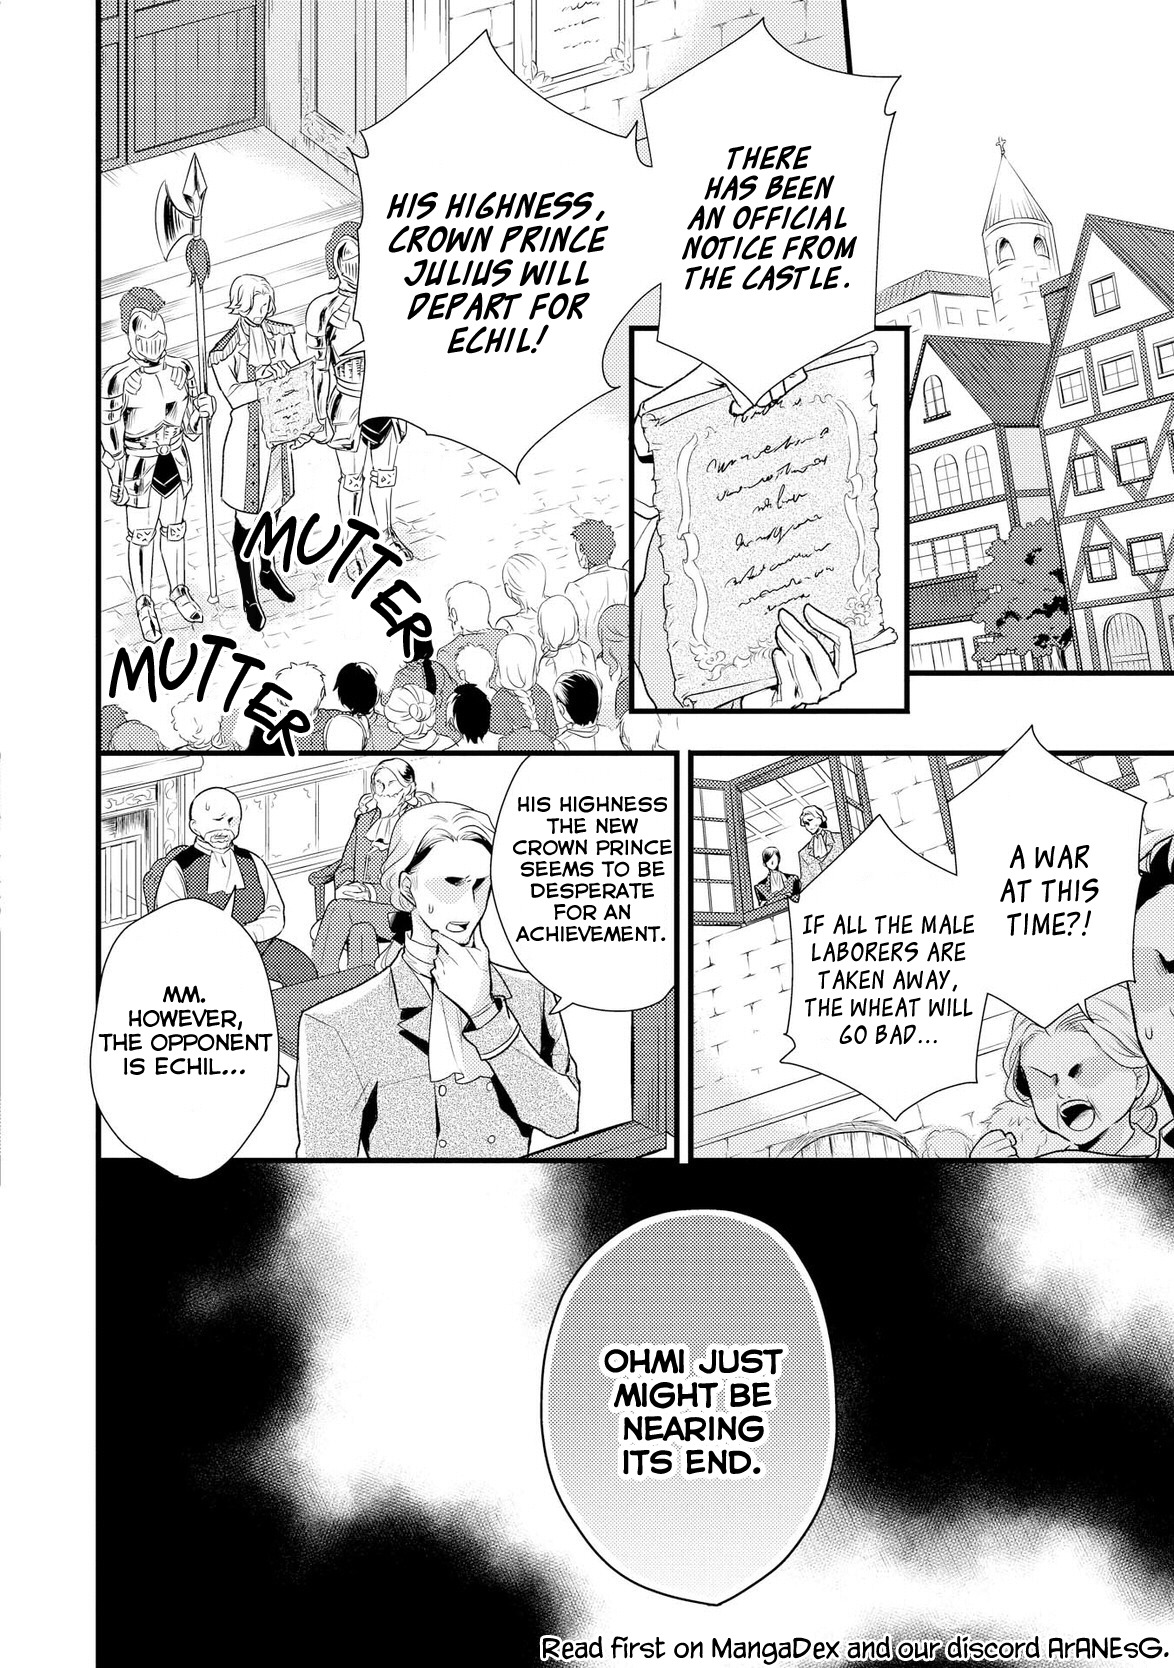 THERE
HAS BEEN
AN OFFICIAL
NOTICE FROM
THE CASTLE.
HIS HIGHNESS,
CROWN PRINCE
JULIUS WILL
DEPART FOR
ECHIL!
MUTTER
MUTTER
A WAR
AT THIS
TIME?!
IF ALL THE MALE
LABORERS ARE
TAKEN AWAY,
THE WHEAT WILL
GO BAD...
HIS HIGHNESS
THE NEW
CROWN PRINCE
SEEMS TO BE
DESPERATE
FOR AN
ACHIEVEMENT.
MM.
HOWEVER,
THE OPPONENT
IS ECHIL...
OHMI JUST
MIGHT BE
NEARING
ITS END.
Read first on MangaDex and our discord ArANEsG.